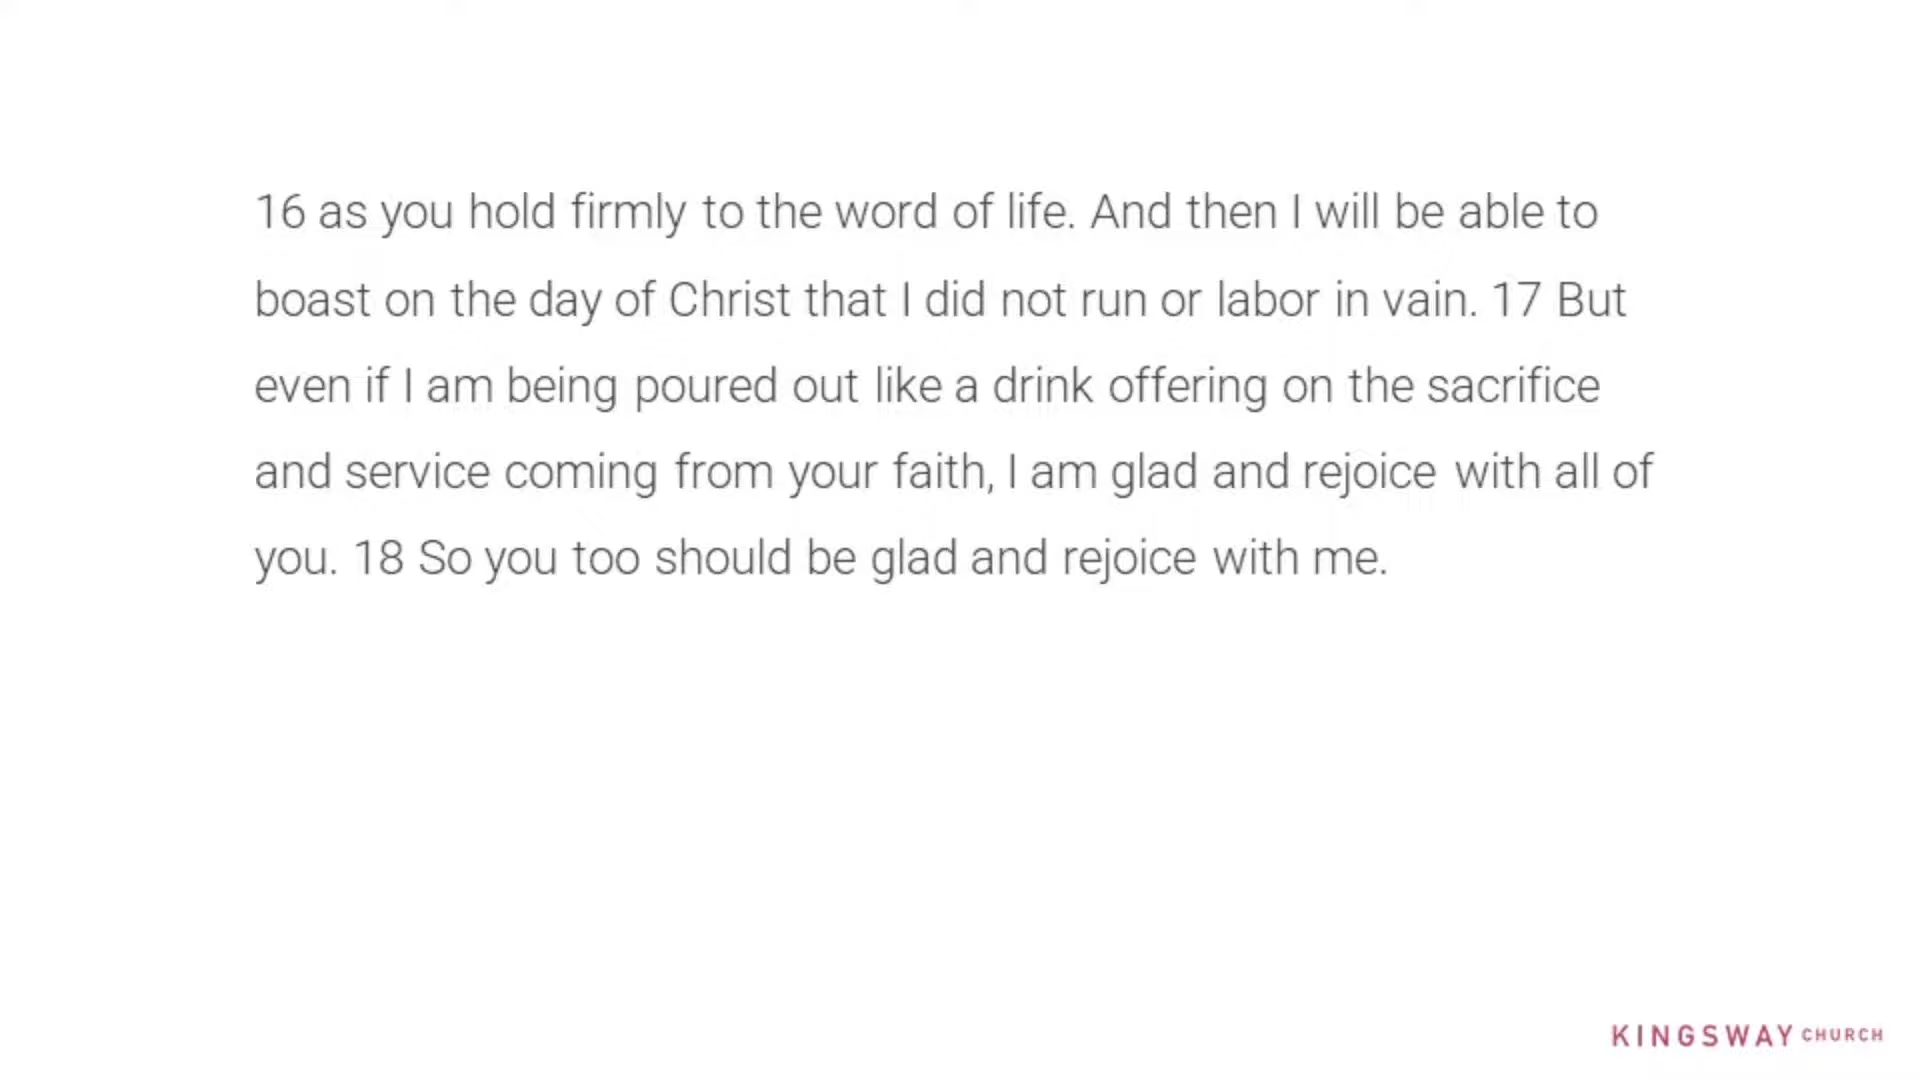 16 as you hold firmly to the word of life. And then I will be able to
boast on the day of Christ that I did not run or labor in vain. 17 But
even if I am being poured out like a drink offering on the sacrifice
and service coming from your faith, I am glad and rejoice with all of
you. 18 So you too should be glad and rejoice with me.
KINGSWAY CHURCH